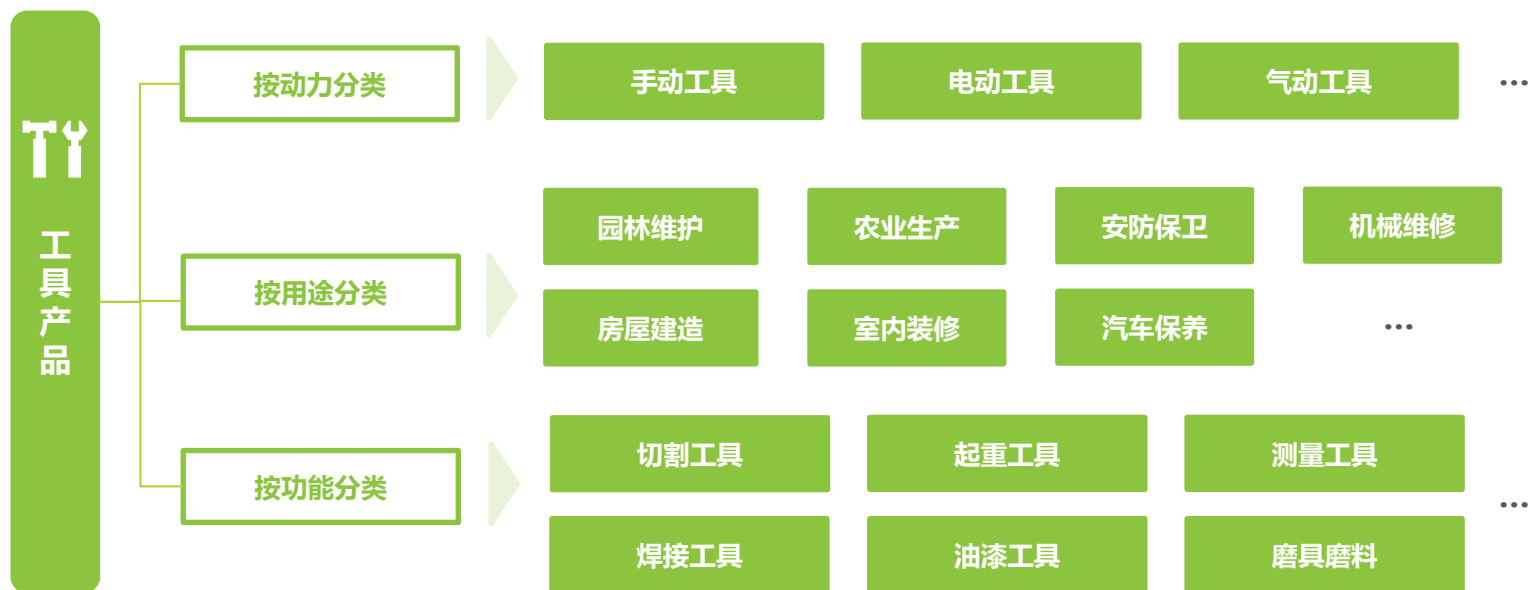 工具产品
按动力分类
手动工具
电动工具
气动工具
...
按用途分类
园林维护
农业生产
安防保卫
机械维修
房屋建造
室内装修
汽车保养
...
按功能分类
切割工具
起重工具
测量工具
焊接工具
油漆工具
磨具磨料
...